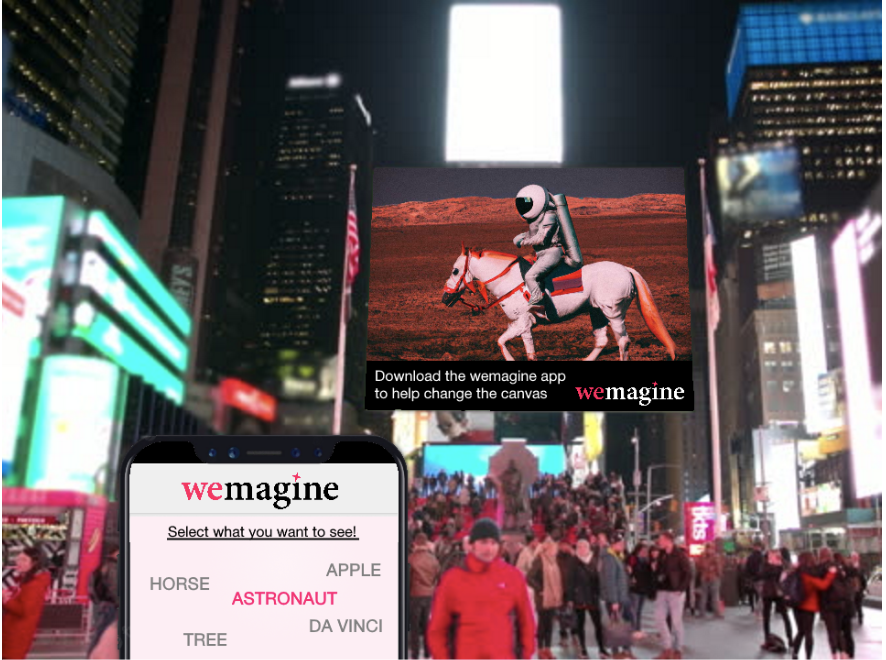 Download the wemagine app
to help change the canvas
wemagine
wemagine
Select what you want to see!
HORSE
APPLE
ASTRONAUT
TREE
DA VINCI
tkts